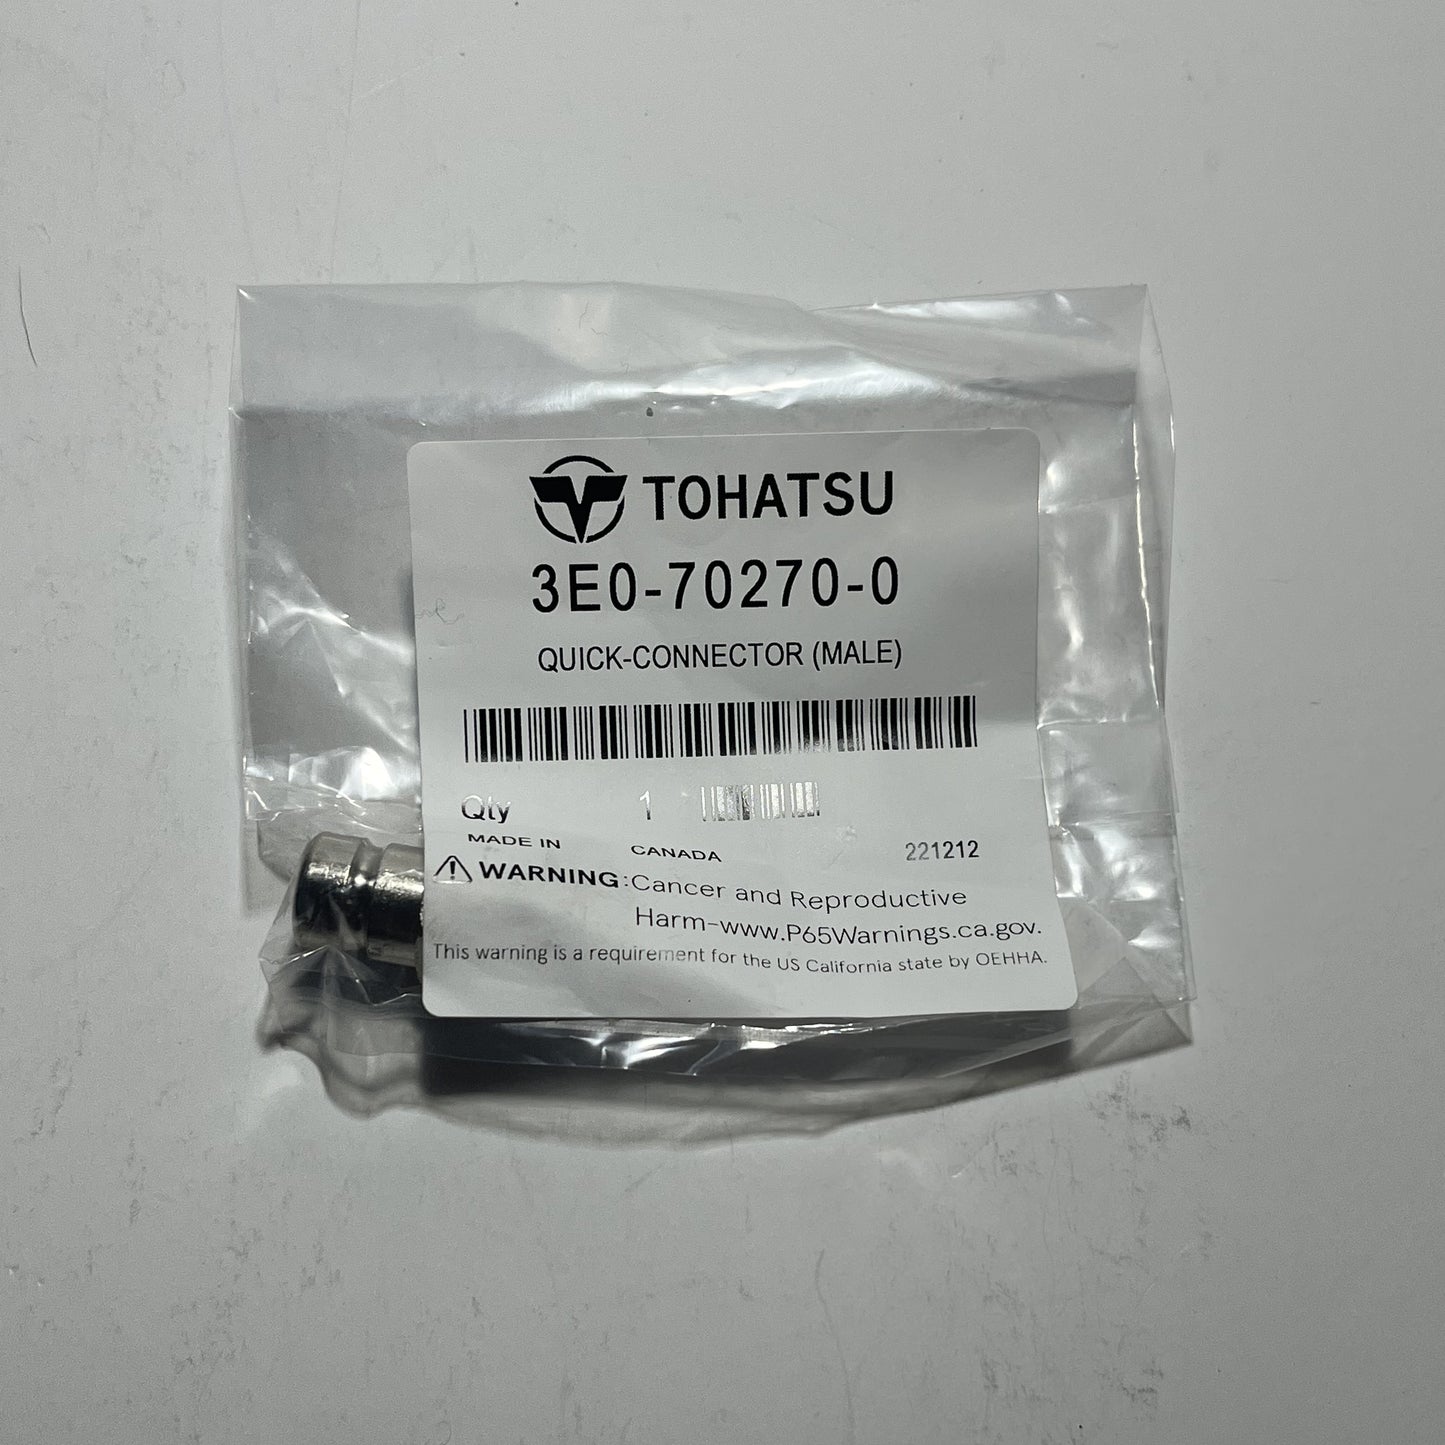 TOHATSU
3E0-70270-0
QUICK-CONNECTOR (MALE)
Qty 1
MADE IN CANADA 221212
WARNING:Cancer and Reproductive
Harm-www.P65Warnings.ca.gov.
This warning is a requirement for the US California state by OEHHA.